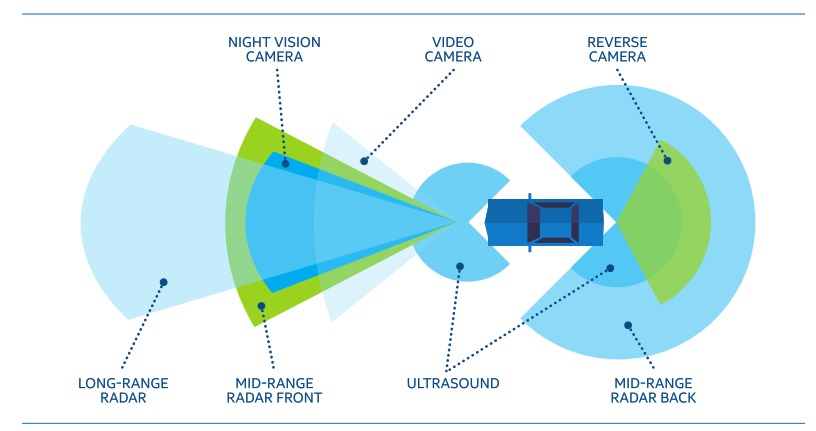 NIGHT VISION
CAMERA
VIDEO
CAMERA
REVERSE
CAMERA
LONG-RANGE
RADAR
MID-RANGE
RADAR FRONT
ULTRASOUND
MID-RANGE
RADAR BACK